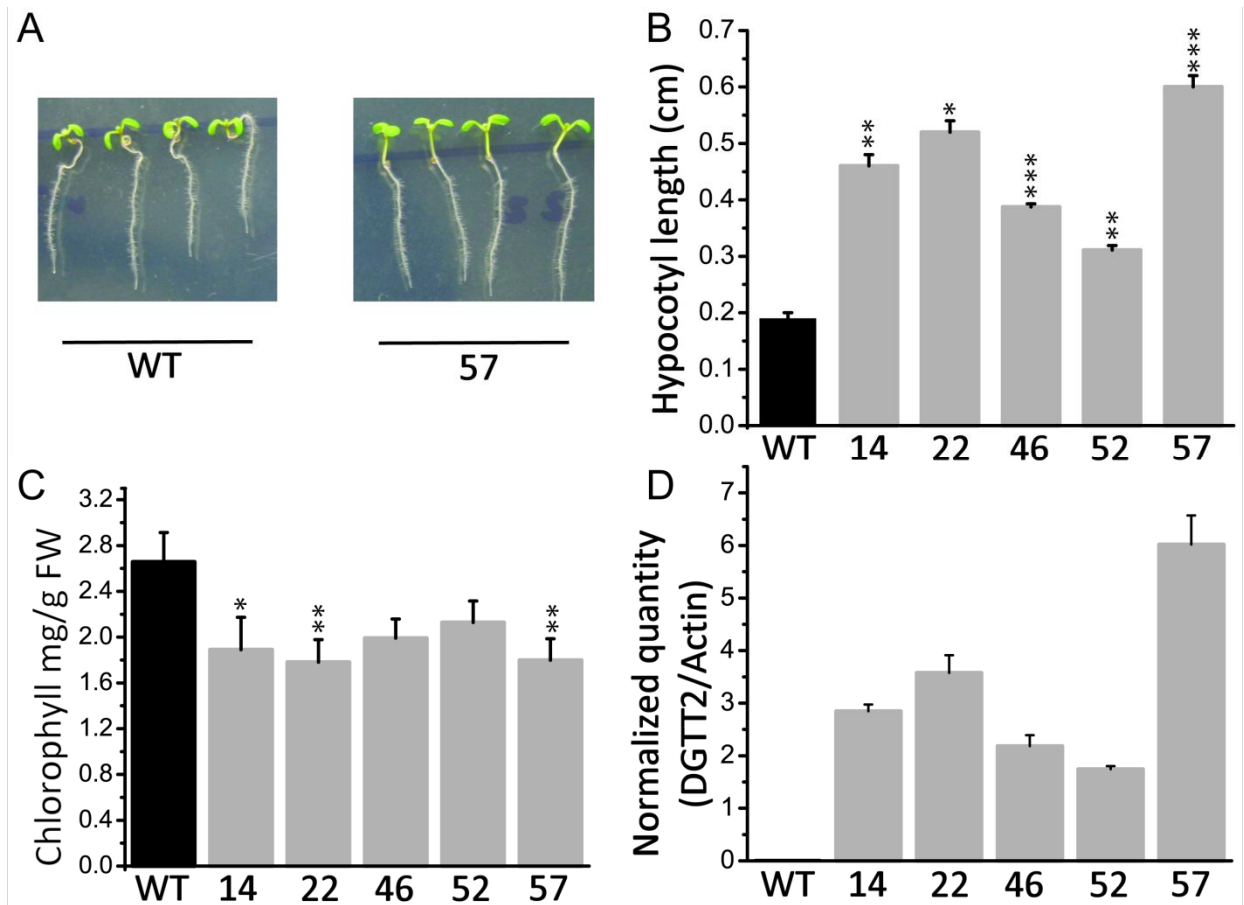 A
WT
57
B
Hypocotyl length (cm)
0.7
0.6
0.5
0.4
0.3
0.2
0.1
0.0
**
*
***
**
***
WT 14 22 46 52 57
C
Chlorophyll mg/g FW
3.2
2.8
2.4
2.0
1.6
1.2
0.8
0.4
0.0
*
**
**
WT 14 22 46 52 57
D
Normalized quantity
(DGTT2/Actin)
7
6
5
4
3
2
1
0
WT 14 22 46 52 57